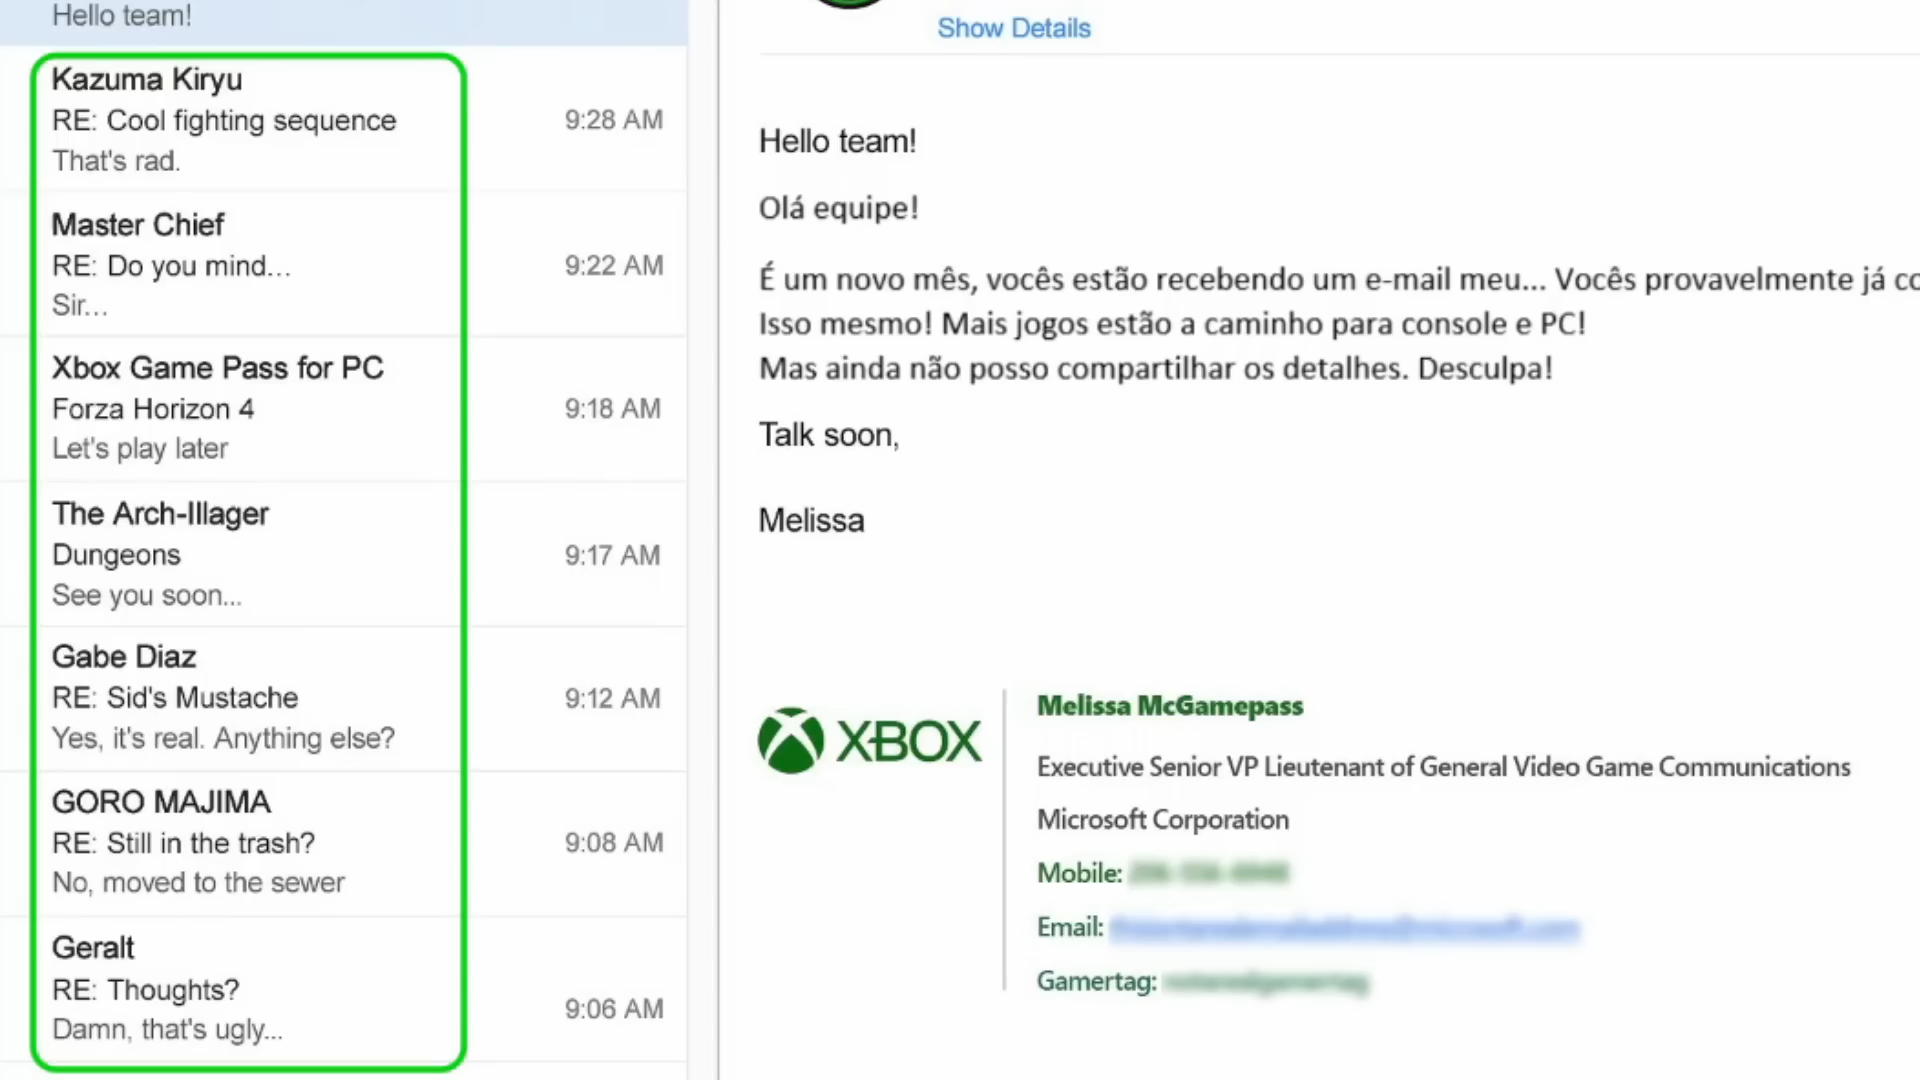 Hello team!
Kazuma Kiryu
RE: Cool fighting sequence
9:28 AM
That's rad.
Master Chief
RE: Do you mind...
9:22 AM
Sir...
Xbox Game Pass for PC
Forza Horizon 4
9:18 AM
Let's play later
The Arch-Illager
Dungeons
9:17 AM
See you soon...
Gabe Diaz
RE: Sid's Mustache
9:12 AM
Yes, it's real. Anything else?
GORO MAJIMA
RE: Still in the trash?
9:08 AM
No, moved to the sewer
Geralt
RE: Thoughts?
9:06 AM
Damn, that's ugly...
Show Details
Hello team!
Olá equipe!
É um novo mês, vocês estão recebendo um e-mail meu... Vocês provavelmente já
Isso mesmo! Mais jogos estão a caminho para console e PC!
Mas ainda não posso compartilhar os detalhes. Desculpa!
Talk soon,
Melissa
XBOX
Melissa McGamepass
Executive Senior VP Lieutenant of General Video Game Communications
Microsoft Corporation
Mobile:
Email:
Gamertag: